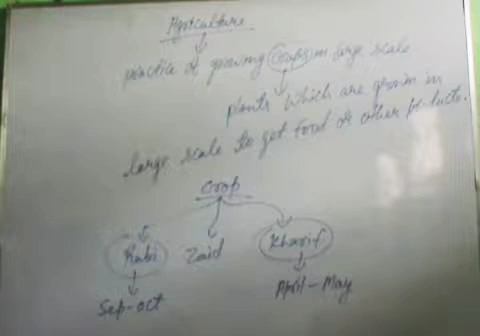 Agriculture
practice of growing Crops in large scale
plants which are grown in
large scale to get food or other products.
Crop
Rabi Zaid Kharif
Sep-oct April-May